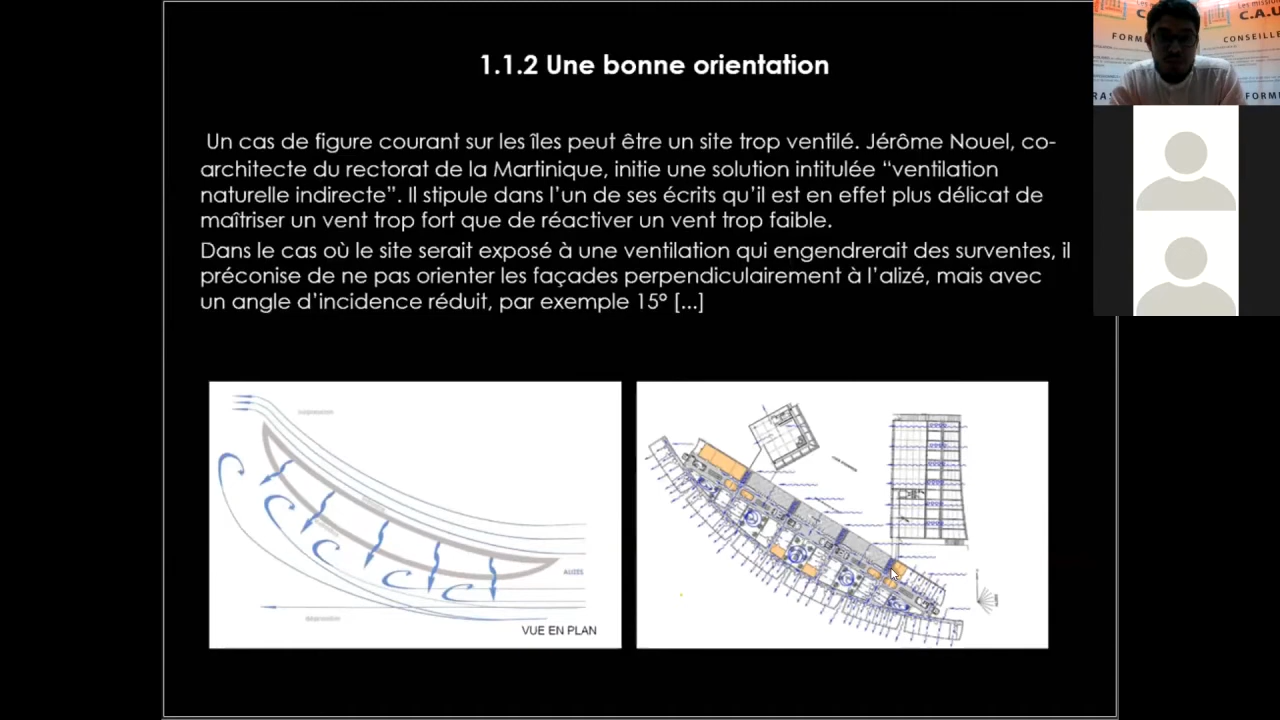 1.1.2 Une bonne orientation
Un cas de figure courant sur les îles peut être un site trop ventilé. Jérôme Nouel, co-
architecte du rectorat de la Martinique, initie une solution intitulée “ventilation
naturelle indirecte”. Il stipule dans l’un de ses écrits qu’il est en effet plus délicat de
maîtriser un vent trop fort que de réactiver un vent trop faible.
Dans le cas où le site serait exposé à une ventilation qui engendrerait des surventes, il
préconise de ne pas orienter les façades perpendiculairement à l’alizé, mais avec
un angle d’incidence réduit, par exemple 15° [...]
ALIZES
VUE EN PLAN
C.A.U
FORM
CONSEILLE
FORM